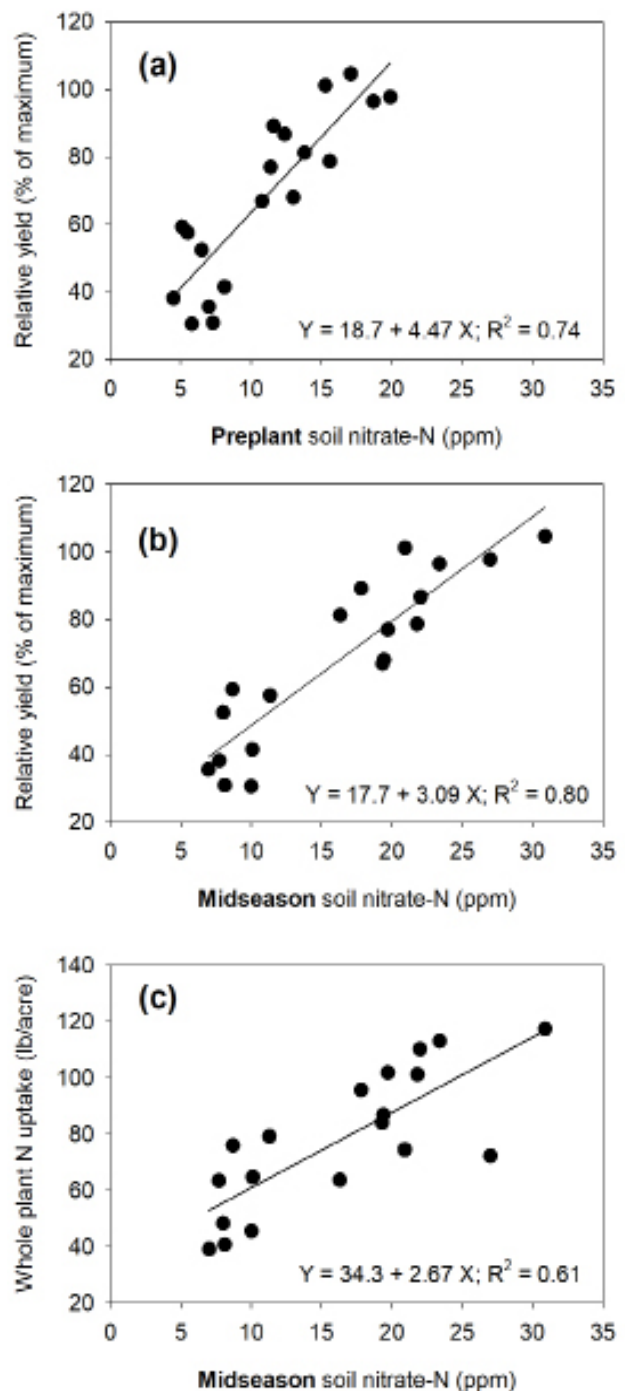 120
(a)
100
80
60
40
20
Relative yield (% of maximum)
Y = 18.7 + 4.47 X; R² = 0.74
0 5 10 15 20 25 30 35
Preplant soil nitrate-N (ppm)
120
(b)
100
80
60
40
20
Relative yield (% of maximum)
Y = 17.7 + 3.09 X; R² = 0.80
0 5 10 15 20 25 30 35
Midseason soil nitrate-N (ppm)
140
(c)
120
100
80
60
40
20
Whole plant N uptake (lb/acre)
Y = 34.3 + 2.67 X; R² = 0.61
0 5 10 15 20 25 30 35
Midseason soil nitrate-N (ppm)